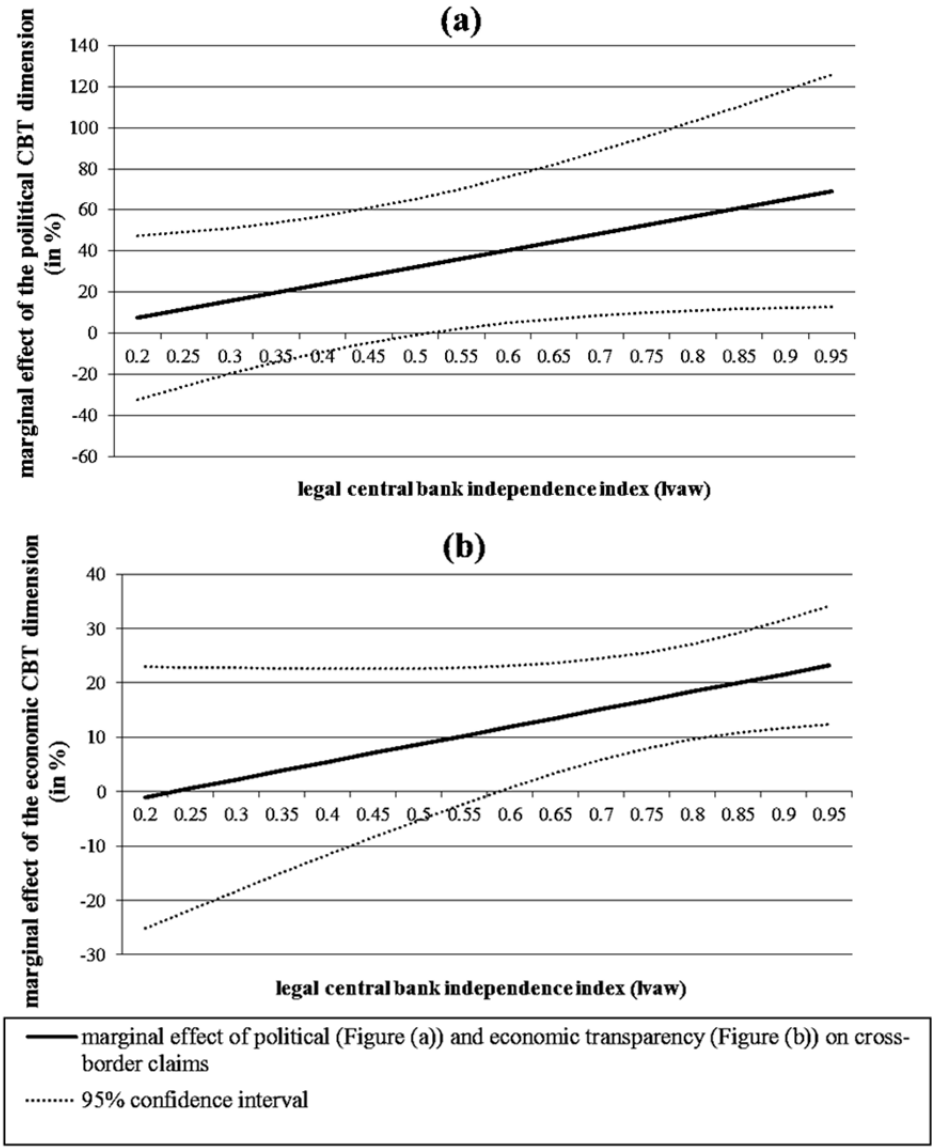 (a)
marginal effect of the poilitical CBT dimension
(in %)
140
120
100
80
60
40
20
0
-20
-40
-60
0.2 0.25 0.3 0.35 0.4 0.45 0.5 0.55 0.6 0.65 0.7 0.75 0.8 0.85 0.9 0.95
legal central bank independence index (lvaw)
(b)
marginal effect of the economic CBT dimension
(in %)
40
30
20
10
0
-10
-20
-30
0.2 0.25 0.3 0.35 0.4 0.45 0.5 0.55 0.6 0.65 0.7 0.75 0.8 0.85 0.9 0.95
legal central bank independence index (lvaw)
marginal effect of political (Figure (a)) and economic transparency (Figure (b)) on cross-
border claims
95% confidence interval